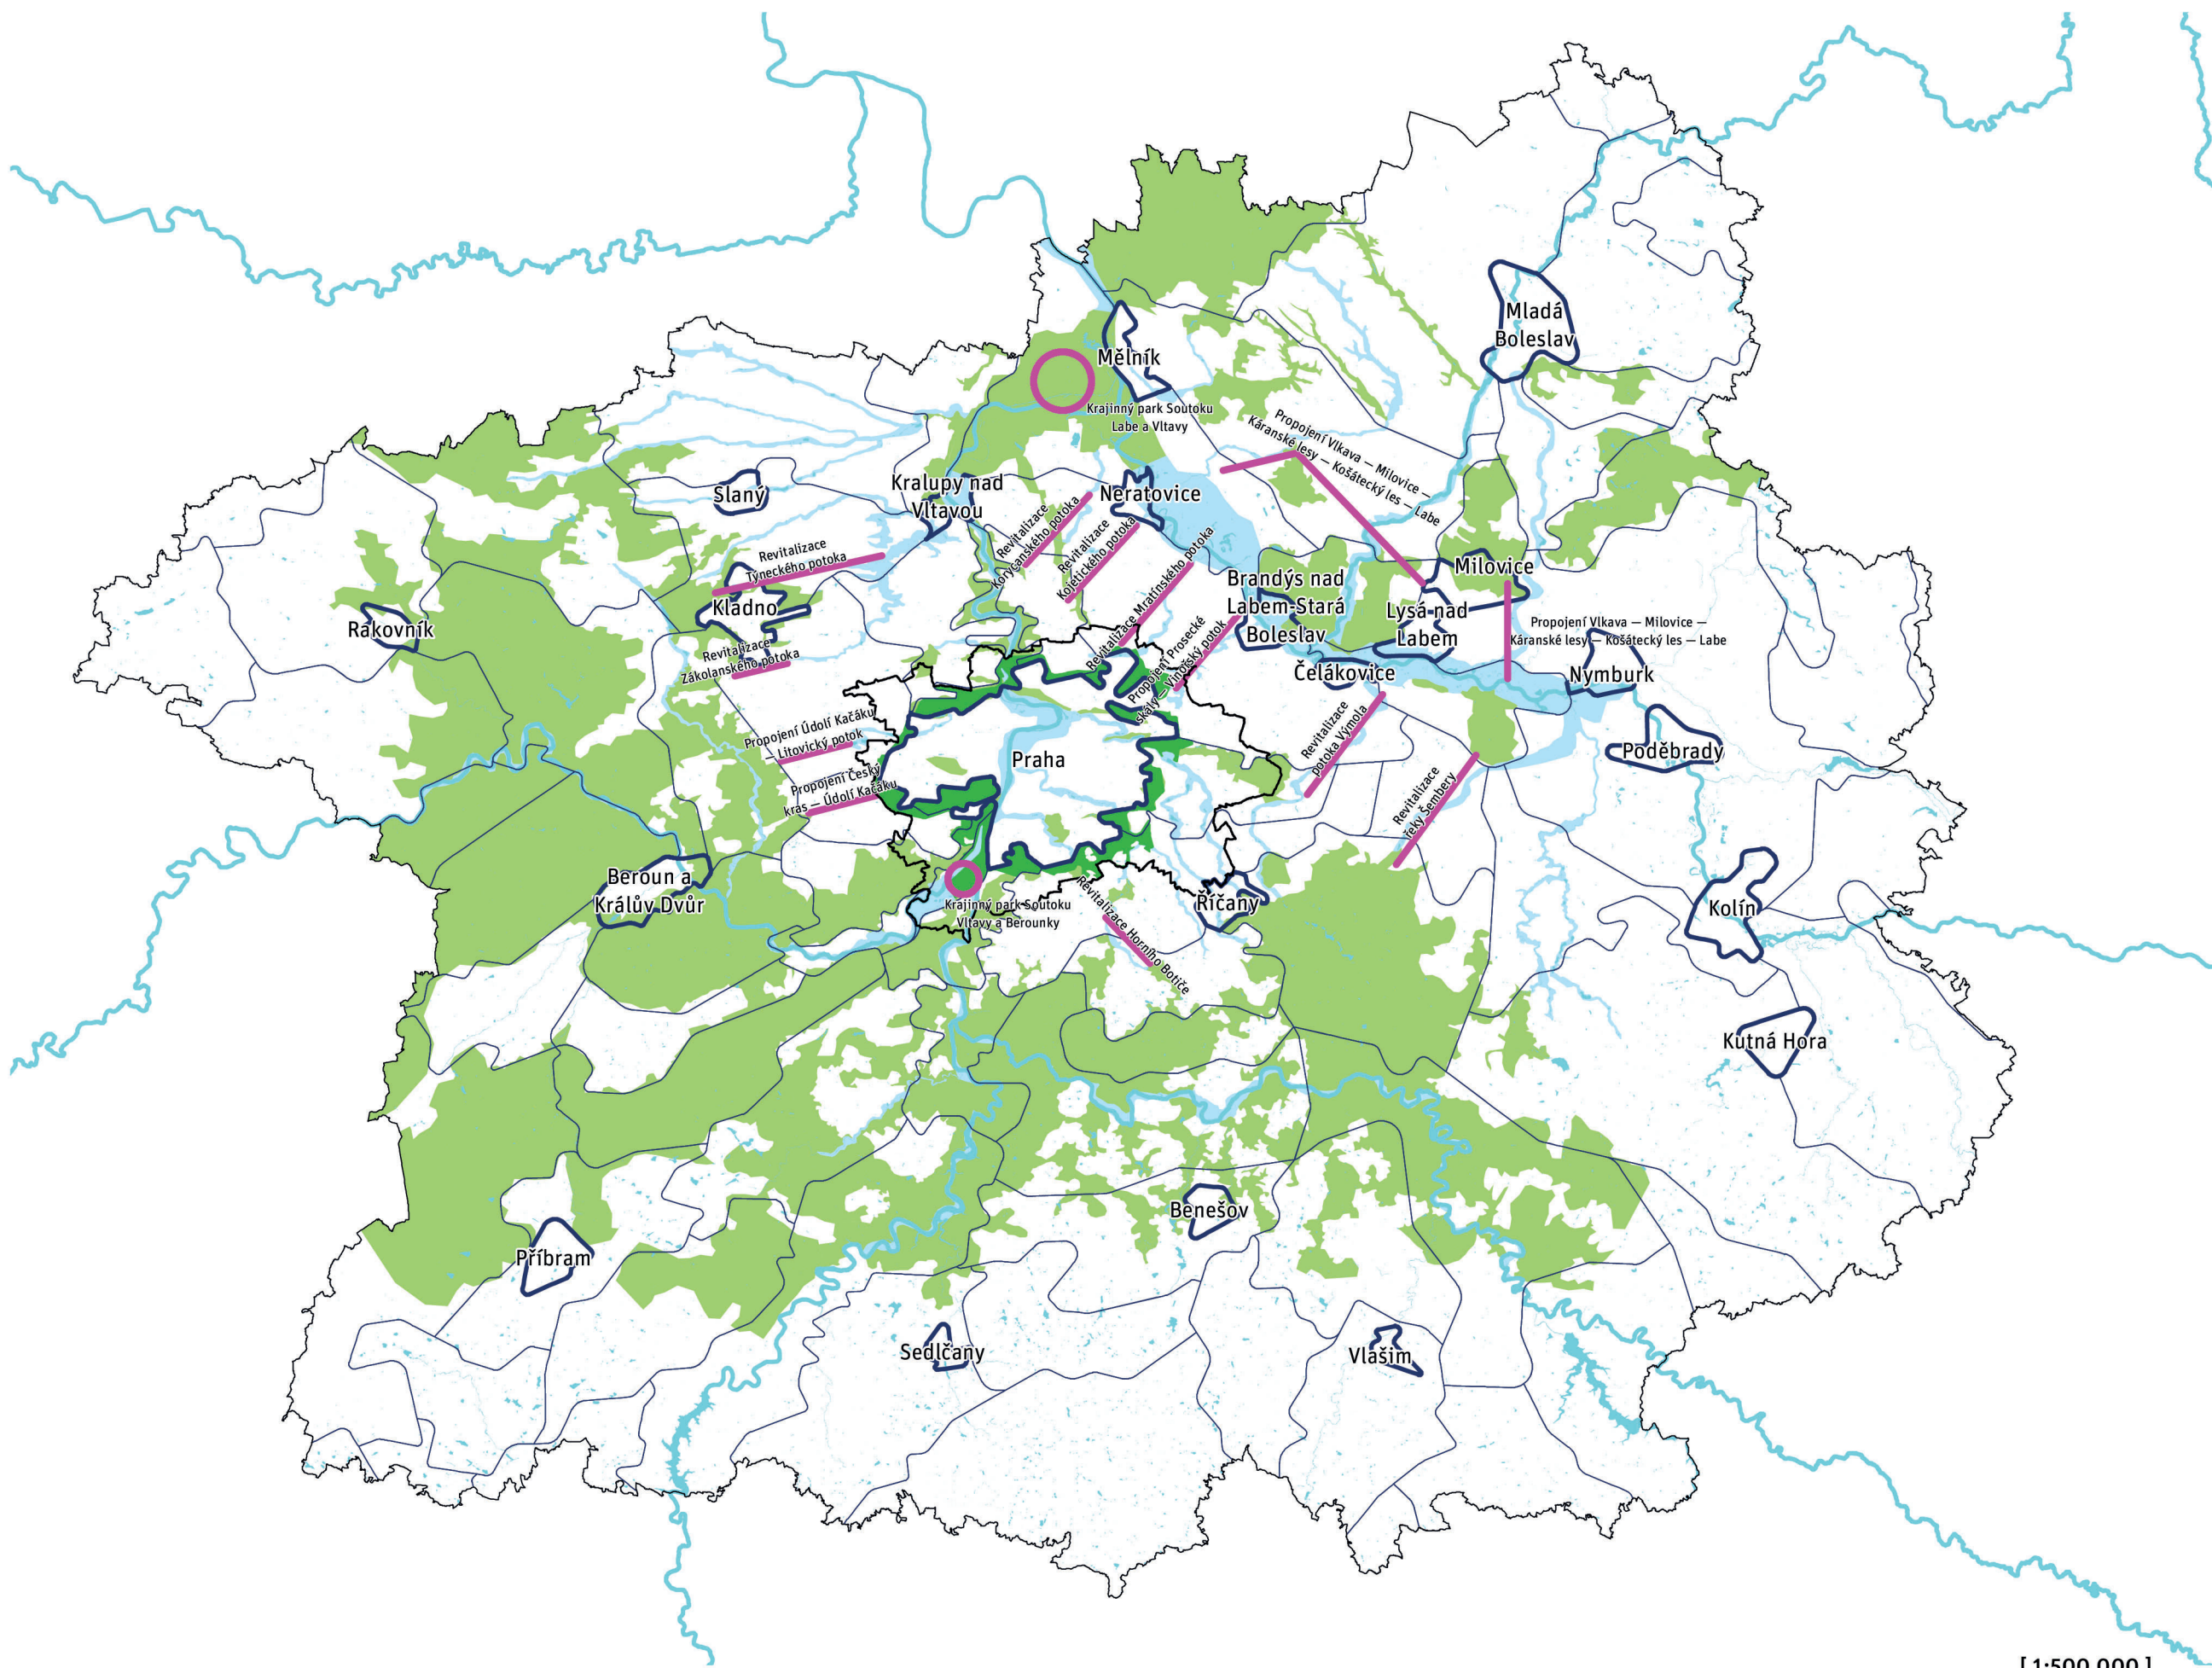 Mladá
Boleslav
Mělník
Krajinný park Soutoku
Labe a Vltavy
Propojení Vlkava — Milovice —
Káranské lesy — Košátecký les — Labe
Slaný
Kralupy nad
Vltavou
Neratovice
Revitalizace
Korycanského potoka
Revitalizace
Kojetického potoka
Revitalizace Mratínského potoka
Revitalizace
Týneckého potoka
Kladno
Rakovník
Revitalizace
Zákolanského potoka
Brandýs nad
Labem-Stará
Boleslav
Milovice
Lysá nad
Labem
Propojení Vlkava — Milovice —
Káranské lesy — Košátecký les — Labe
Propojení Prosecké
skály — Vinořský potok
Čelákovice
Nymburk
Propojení Údolí Kačáku
— Litovický potok
Praha
Revitalizace
potoka Výmola
Poděbrady
Propojení Český
kras — Údolí Kačáku
Revitalizace
řeky Šembery
Beroun a
Králův Dvůr
Krajinný park Soutoku
Vltavy a Berounky
Revitalizace Horního Botiče
Říčany
Kolín
Kutná Hora
Benešov
Příbram
Sedlčany
Vlašim
[ 1:500 000 ]